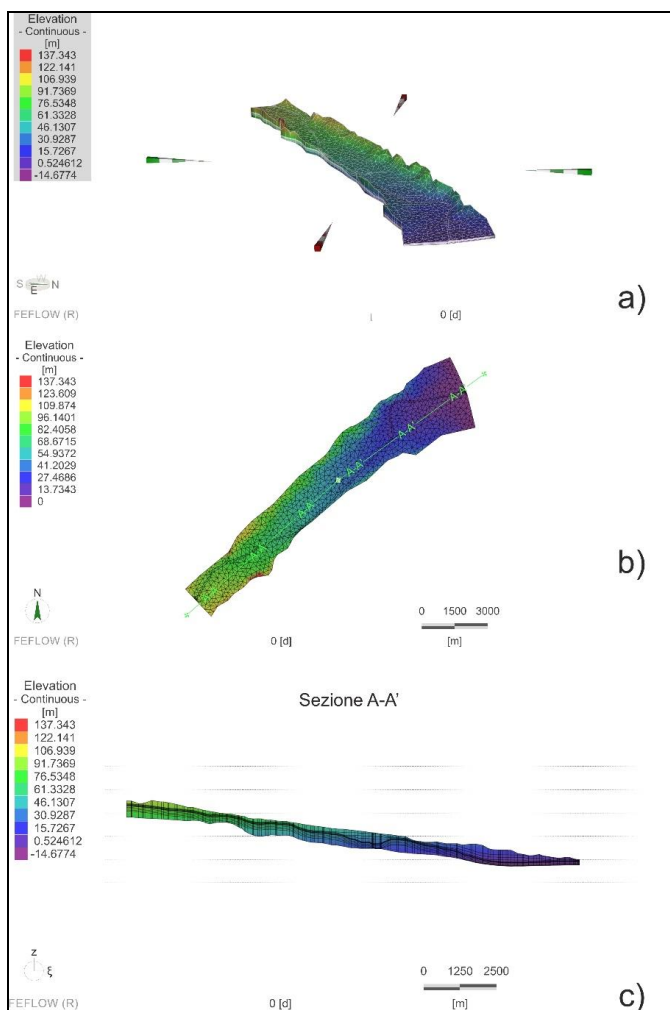 Elevation
- Continuous -
[m]
137.343
122.141
106.939
91.7369
76.5348
61.3328
46.1307
30.9287
15.7267
0.524612
-14.6774
S W N
E
FEFLOW (R)
0 [d]
a)
Elevation
- Continuous -
[m]
137.343
123.609
109.874
96.1401
82.4058
68.6715
54.9372
41.2029
27.4686
13.7343
0
A-A'
A-A'
A-A'
A-A'
A-A'
N
FEFLOW (R)
0 [d]
0 1500 3000
[m]
b)
Sezione A-A'
Elevation
- Continuous -
[m]
137.343
122.141
106.939
91.7369
76.5348
61.3328
46.1307
30.9287
15.7267
0.524612
-14.6774
z
ξ
FEFLOW (R)
0 [d]
0 1250 2500
[m]
c)